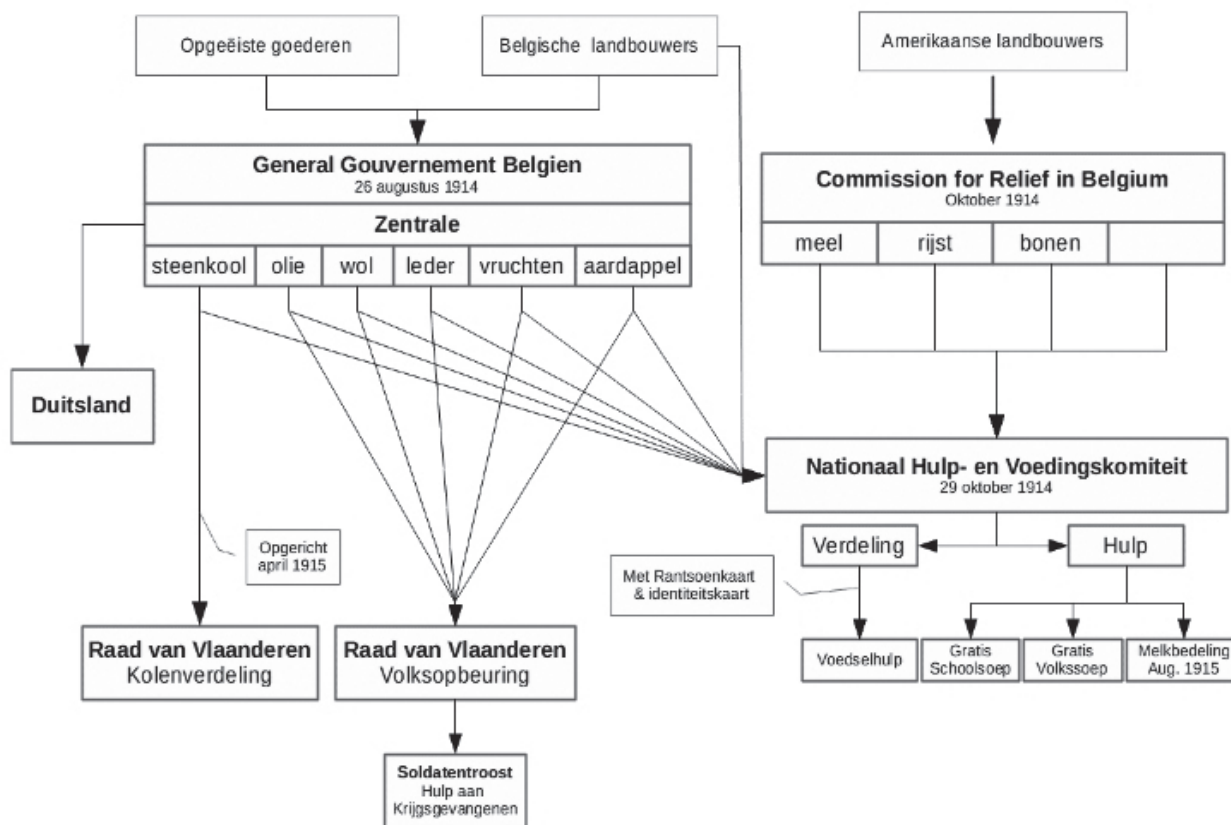 Opgeëiste goederen
Belgische landbouwers
Amerikaanse landbouwers
General Gouvernement Belgien
26 augustus 1914
Zentrale
steenkool
olie
wol
leder
vruchten
aardappel
Commission for Relief in Belgium
Oktober 1914
meel
rijst
bonen
Duitsland
Nationaal Hulp- en Voedingskomiteit
29 oktober 1914
Opgericht
april 1915
Verdeling
Hulp
Met Rantsoenkaart
& identiteitskaart
Raad van Vlaanderen
Kolenverdeling
Raad van Vlaanderen
Volksopbeuring
Voedselhulp
Gratis
Schoolsoep
Gratis
Volkssoep
Melkbedeling
Aug. 1915
Soldatentroost
Hulp aan
Krijgsgevangenen